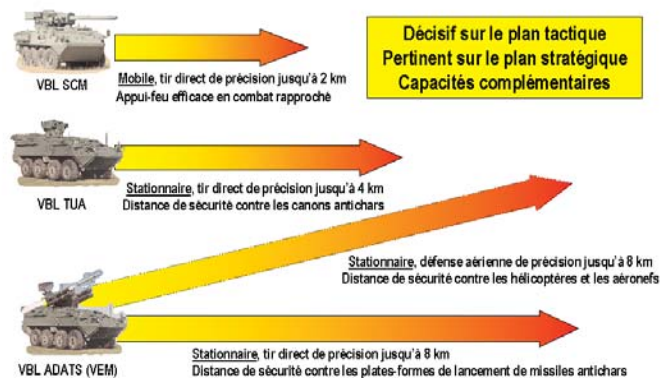 Décisif sur le plan tactique
Pertinent sur le plan stratégique
Capacités complémentaires
VBL SCM
Mobile, tir direct de précision jusqu'à 2 km
Appui-feu efficace en combat rapproché
VBL TUA
Stationnaire, tir direct de précision jusqu'à 4 km
Distance de sécurité contre les canons antichars
Stationnaire, défense aérienne de précision jusqu'à 8 km
Distance de sécurité contre les hélicoptères et les aéronefs
VBL ADATS (VEM)
Stationnaire, tir direct de précision jusqu'à 8 km
Distance de sécurité contre les plates-formes de lancement de missiles antichars